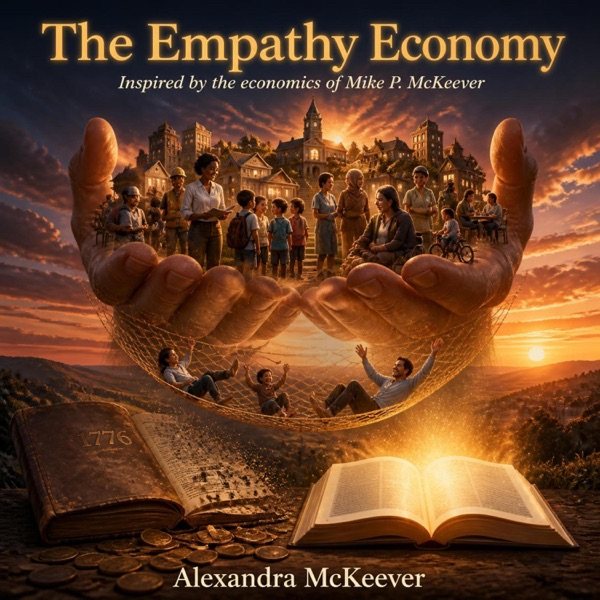 The Empathy Economy
Inspired by the economics of Mike P. McKeever
1776
Alexandra McKeever